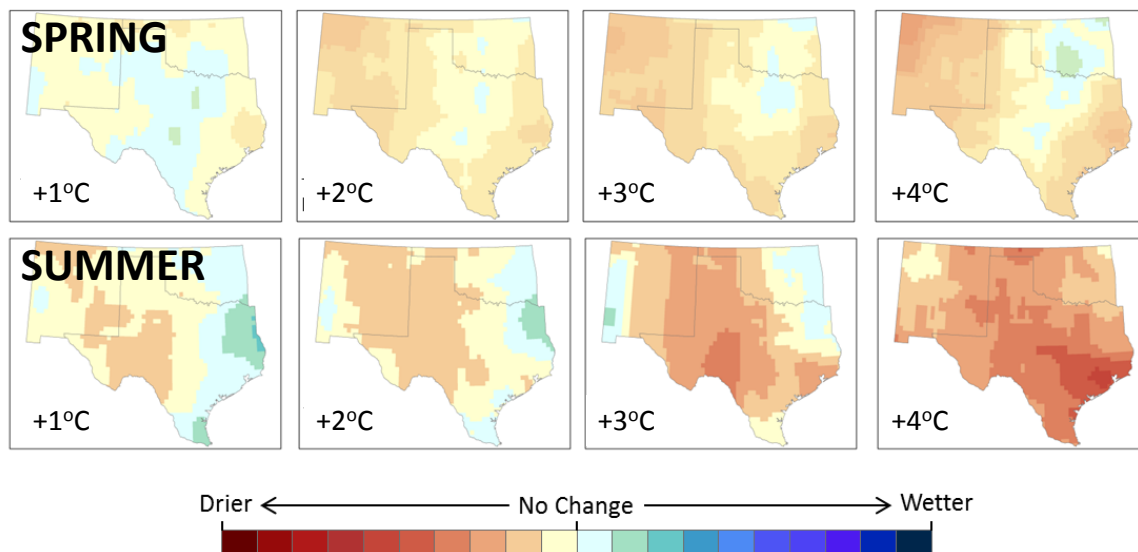 SPRING
+1°C
+2°C
+3°C
+4°C
SUMMER
+1°C
+2°C
+3°C
+4°C
Drier No Change Wetter